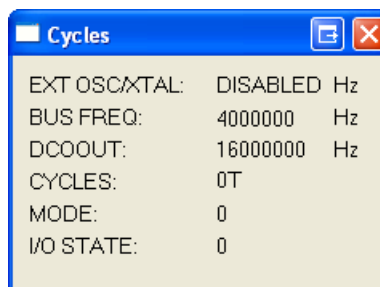 Cycles
EXT OSC/XTAL: DISABLED Hz
BUS FREQ: 4000000 Hz
DCOOUT: 16000000 Hz
CYCLES: 0T
MODE: 0
I/O STATE: 0